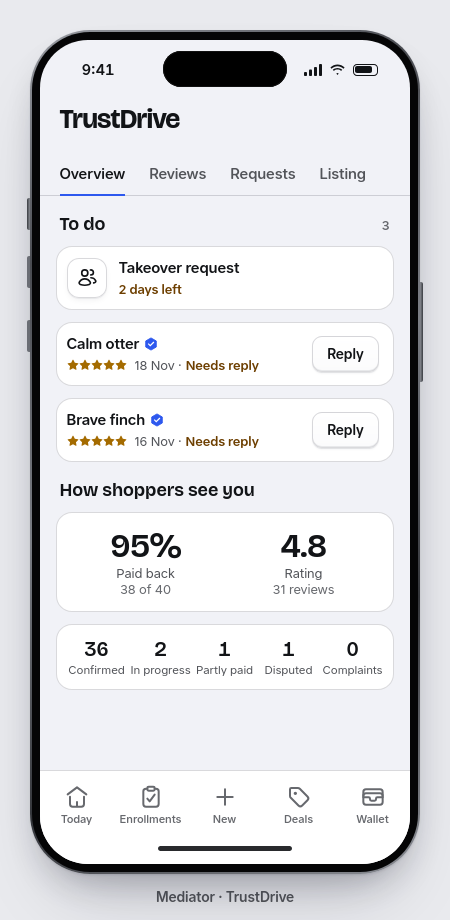 9:41
TrustDrive
Overview Reviews Requests Listing
To do 3
Takeover request
2 days left
Calm otter
18 Nov · Needs reply
Reply
Brave finch
16 Nov · Needs reply
Reply
How shoppers see you
95% 4.8
Paid back Rating
38 of 40 31 reviews
36 2 1 1 0
Confirmed In progress Partly paid Disputed Complaints
Today Enrollments New Deals Wallet
Mediator · TrustDrive